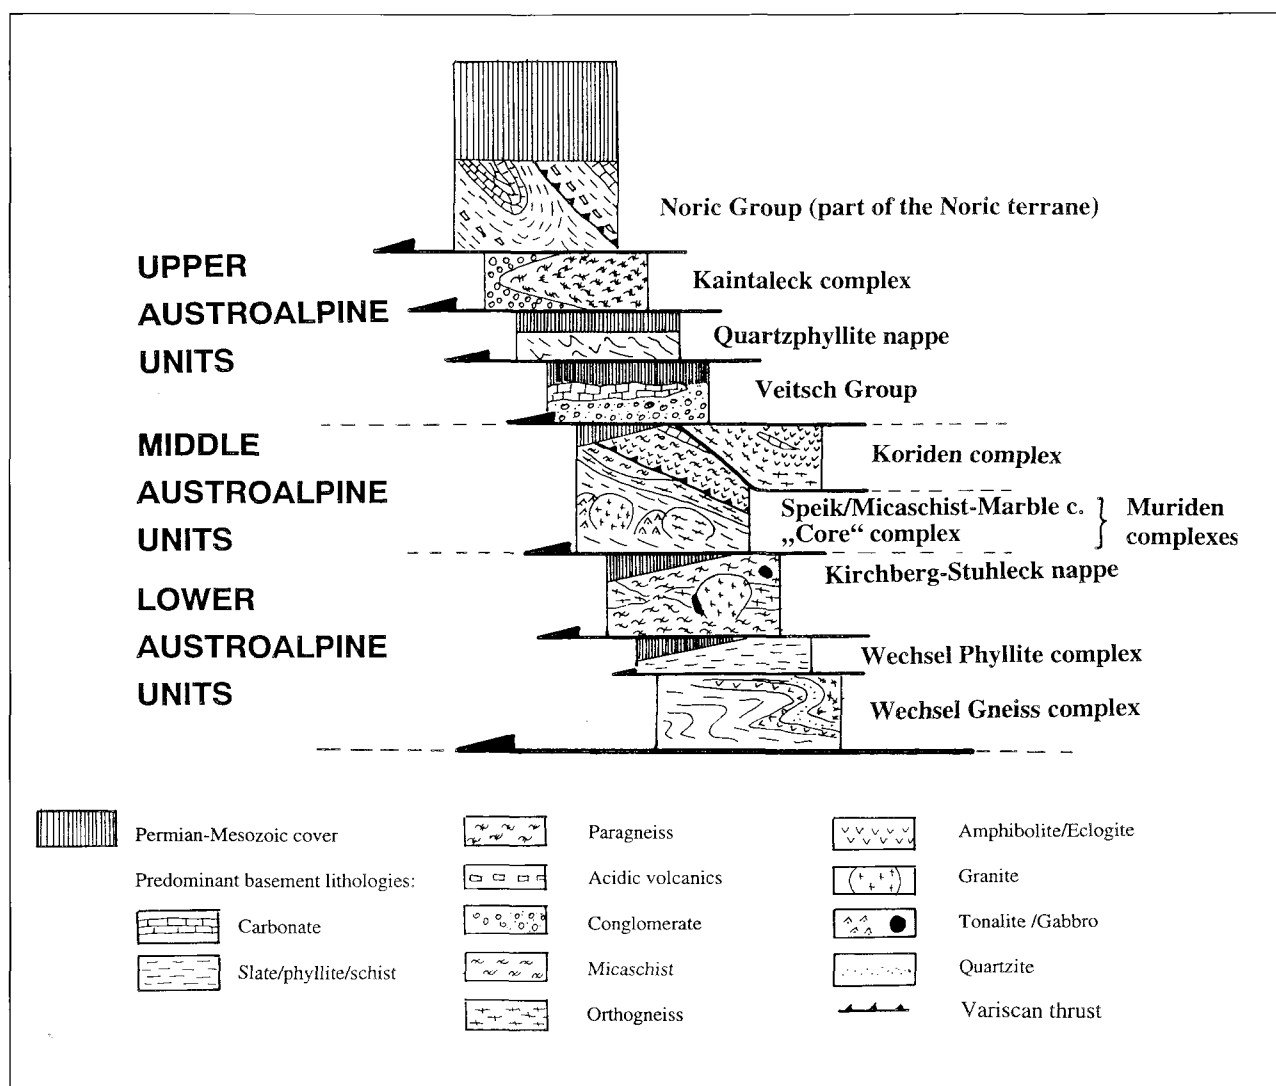 Noric Group (part of the Noric terrane)
UPPER
AUSTROALPINE
UNITS
Kaintaleck complex
Quartzphyllite nappe
Veitsch Group
MIDDLE
AUSTROALPINE
UNITS
Koriden complex
Speik/Micaschist-Marble c.
„Core“ complex
Muriden
complexes
Kirchberg-Stuhleck nappe
LOWER
AUSTROALPINE
UNITS
Wechsel Phyllite complex
Wechsel Gneiss complex
Permian-Mesozoic cover
Predominant basement lithologies:
Carbonate
Slate/phyllite/schist
Paragneiss
Acidic volcanics
Conglomerate
Micaschist
Orthogneiss
Amphibolite/Eclogite
Granite
Tonalite /Gabbro
Quartzite
Variscan thrust